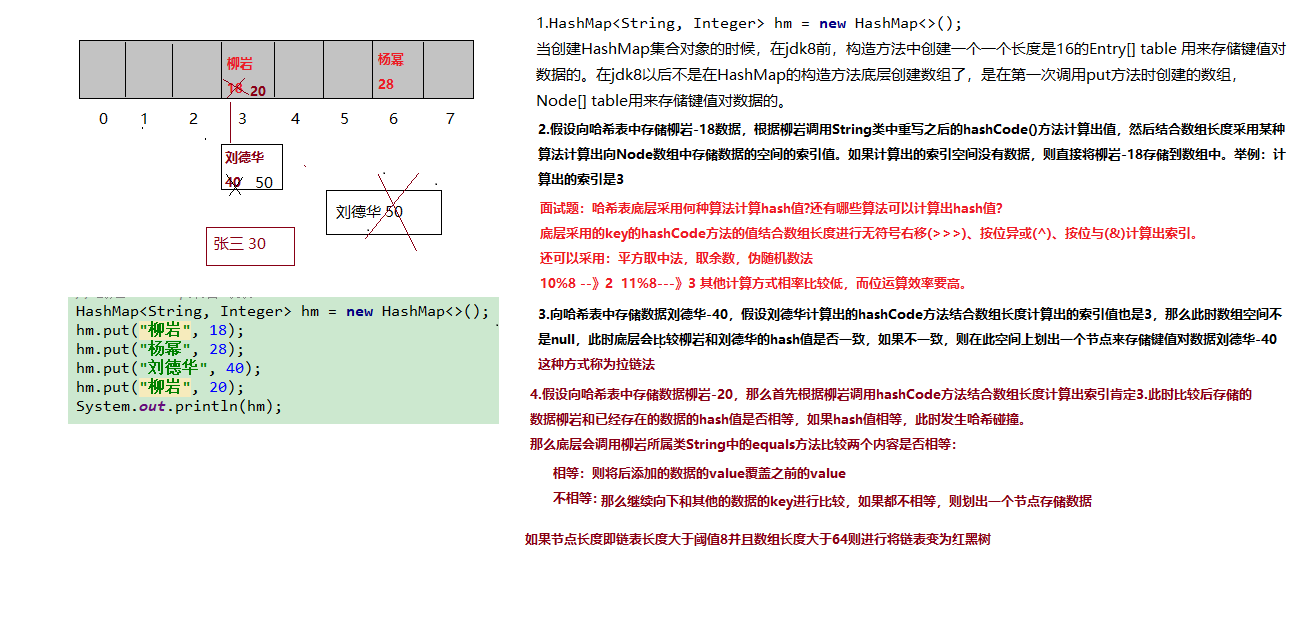 柳岩
18 20
杨幂
28
0 1 2 3 4 5 6 7
刘德华
40 50
刘德华 50
张三 30
HashMap<String, Integer> hm = new HashMap<>();
hm.put("柳岩", 18);
hm.put("杨幂", 28);
hm.put("刘德华", 40);
hm.put("柳岩", 20);
System.out.println(hm);
1.HashMap<String, Integer> hm = new HashMap<>();
当创建HashMap集合对象的时候，在jdk8前，构造方法中创建一个一个长度是16的Entry[] table 用来存储键值对
数据的。在jdk8以后不是在HashMap的构造方法底层创建数组了，是在第一次调用put方法时创建的数组，
Node[] table用来存储键值对数据的。
2.假设向哈希表中存储柳岩-18数据，根据柳岩调用String类中重写之后的hashCode()方法计算出值，然后结合数组长度采用某种
算法计算出向Node数组中存储数据的空间的索引值。如果计算出的索引空间没有数据，则直接将柳岩-18存储到数组中。举例：计
算出的索引是3
面试题：哈希表底层采用何种算法计算hash值?还有哪些算法可以计算出hash值?
底层采用的key的hashCode方法的值结合数组长度进行无符号右移(>>>)、按位异或(^)、按位与(&)计算出索引。
还可以采用：平方取中法，取余数，伪随机数法
10%8 --》2 11%8---》3 其他计算方式相率比较低，而位运算效率要高。
3.向哈希表中存储数据刘德华-40，假设刘德华计算出的hashCode方法结合数组长度计算出的索引值也是3，那么此时数组空间不
是null，此时底层会比较柳岩和刘德华的hash值是否一致，如果不一致，则在此空间上划出一个节点来存储键值对数据刘德华-40
这种方式称为拉链法
4.假设向哈希表中存储数据柳岩-20，那么首先根据柳岩调用hashCode方法结合数组长度计算出索引肯定3.此时比较后存储的
数据柳岩和已经存在的数据的hash值是否相等，如果hash值相等，此时发生哈希碰撞。
那么底层会调用柳岩所属类String中的equals方法比较两个内容是否相等：
相等：则将后添加的数据的value覆盖之前的value
不相等：那么继续向下和其他的数据的key进行比较，如果都不相等，则划出一个节点存储数据
如果节点长度即链表长度大于阈值8并且数组长度大于64则进行将链表变为红黑树